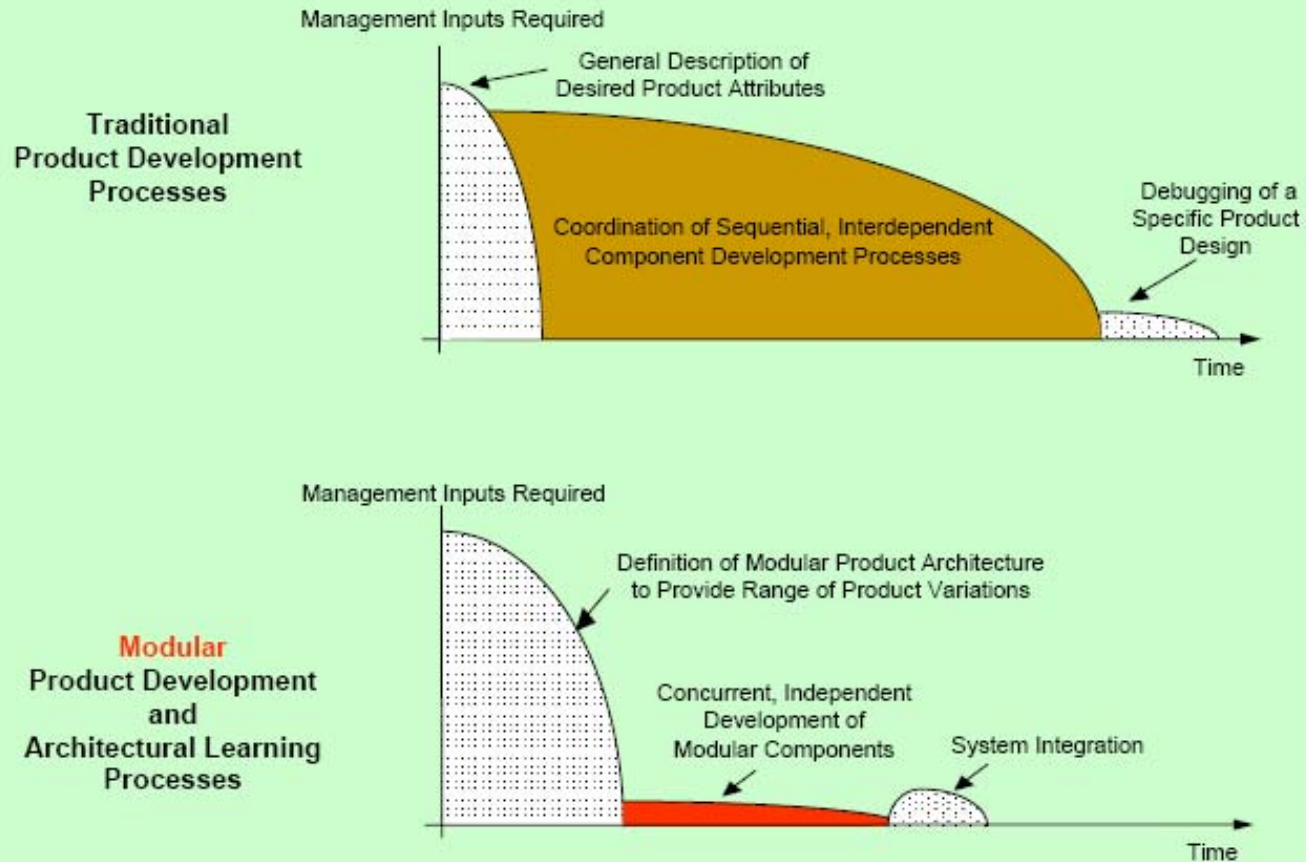 Management Inputs Required
General Description of
Desired Product Attributes
Traditional
Product Development
Processes
Coordination of Sequential, Interdependent
Component Development Processes
Debugging of a
Specific Product
Design
Time
Management Inputs Required
Definition of Modular Product Architecture
to Provide Range of Product Variations
Modular
Product Development
and
Architectural Learning
Processes
Concurrent, Independent
Development of
Modular Components
System Integration
Time